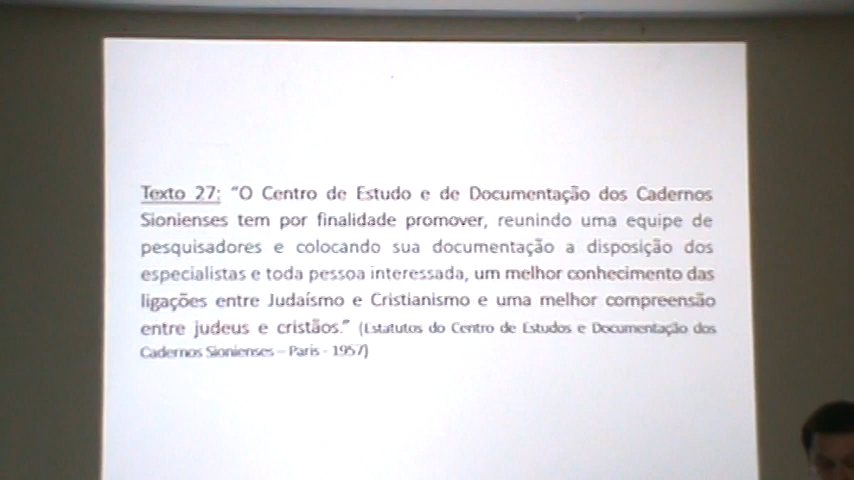 Texto 27: “O Centro de Estudo e de Documentação dos Cadernos
Sionienses tem por finalidade promover, reunindo uma equipe de
pesquisadores e colocando sua documentação a disposição dos
especialistas e toda pessoa interessada, um melhor conhecimento das
ligações entre Judaísmo e Cristianismo e uma melhor compreensão
entre judeus e cristãos.” (Estatutos do Centro de Estudos e Documentação dos
Cadernos Sionienses – Paris - 1957)